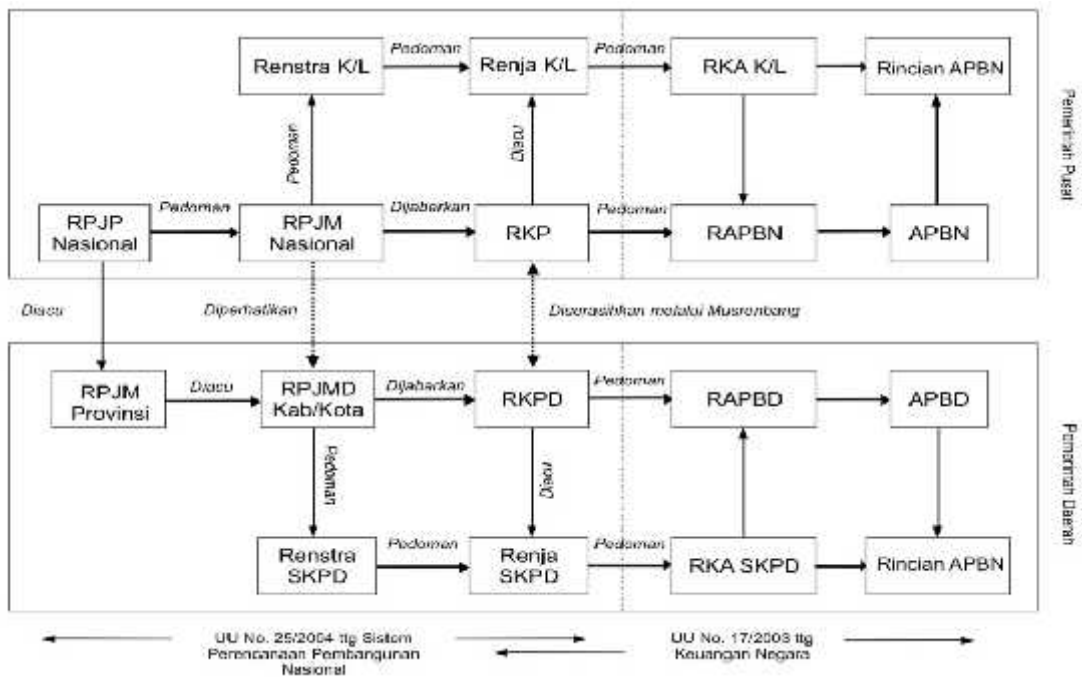 Pedoman
Pedoman
Renstra K/L
Renja K/L
RKA K/L
Rincian APBN
Pedoman
Diacu
Pemerintah Pusat
RPJP
Nasional
Pedoman
RPJM
Nasional
Dijabarkan
RKP
Pedoman
RAPBN
APBN
Diacu
Diperhatikan
Diserasihkan melalui Musrenbang
RPJM
Provinsi
Diacu
RPJMD
Kab/Kota
Dijabarkan
RKPD
Pedoman
RAPBD
APBD
Pedoman
Diacu
Pemerintah Daerah
Renstra
SKPD
Pedoman
Renja
SKPD
Pedoman
RKA SKPD
Rincian APBN
UU No. 25/2004 ttg Sistem
Perencanaan Pembangunan
Nasional
UU No. 17/2003 ttg
Keuangan Negara